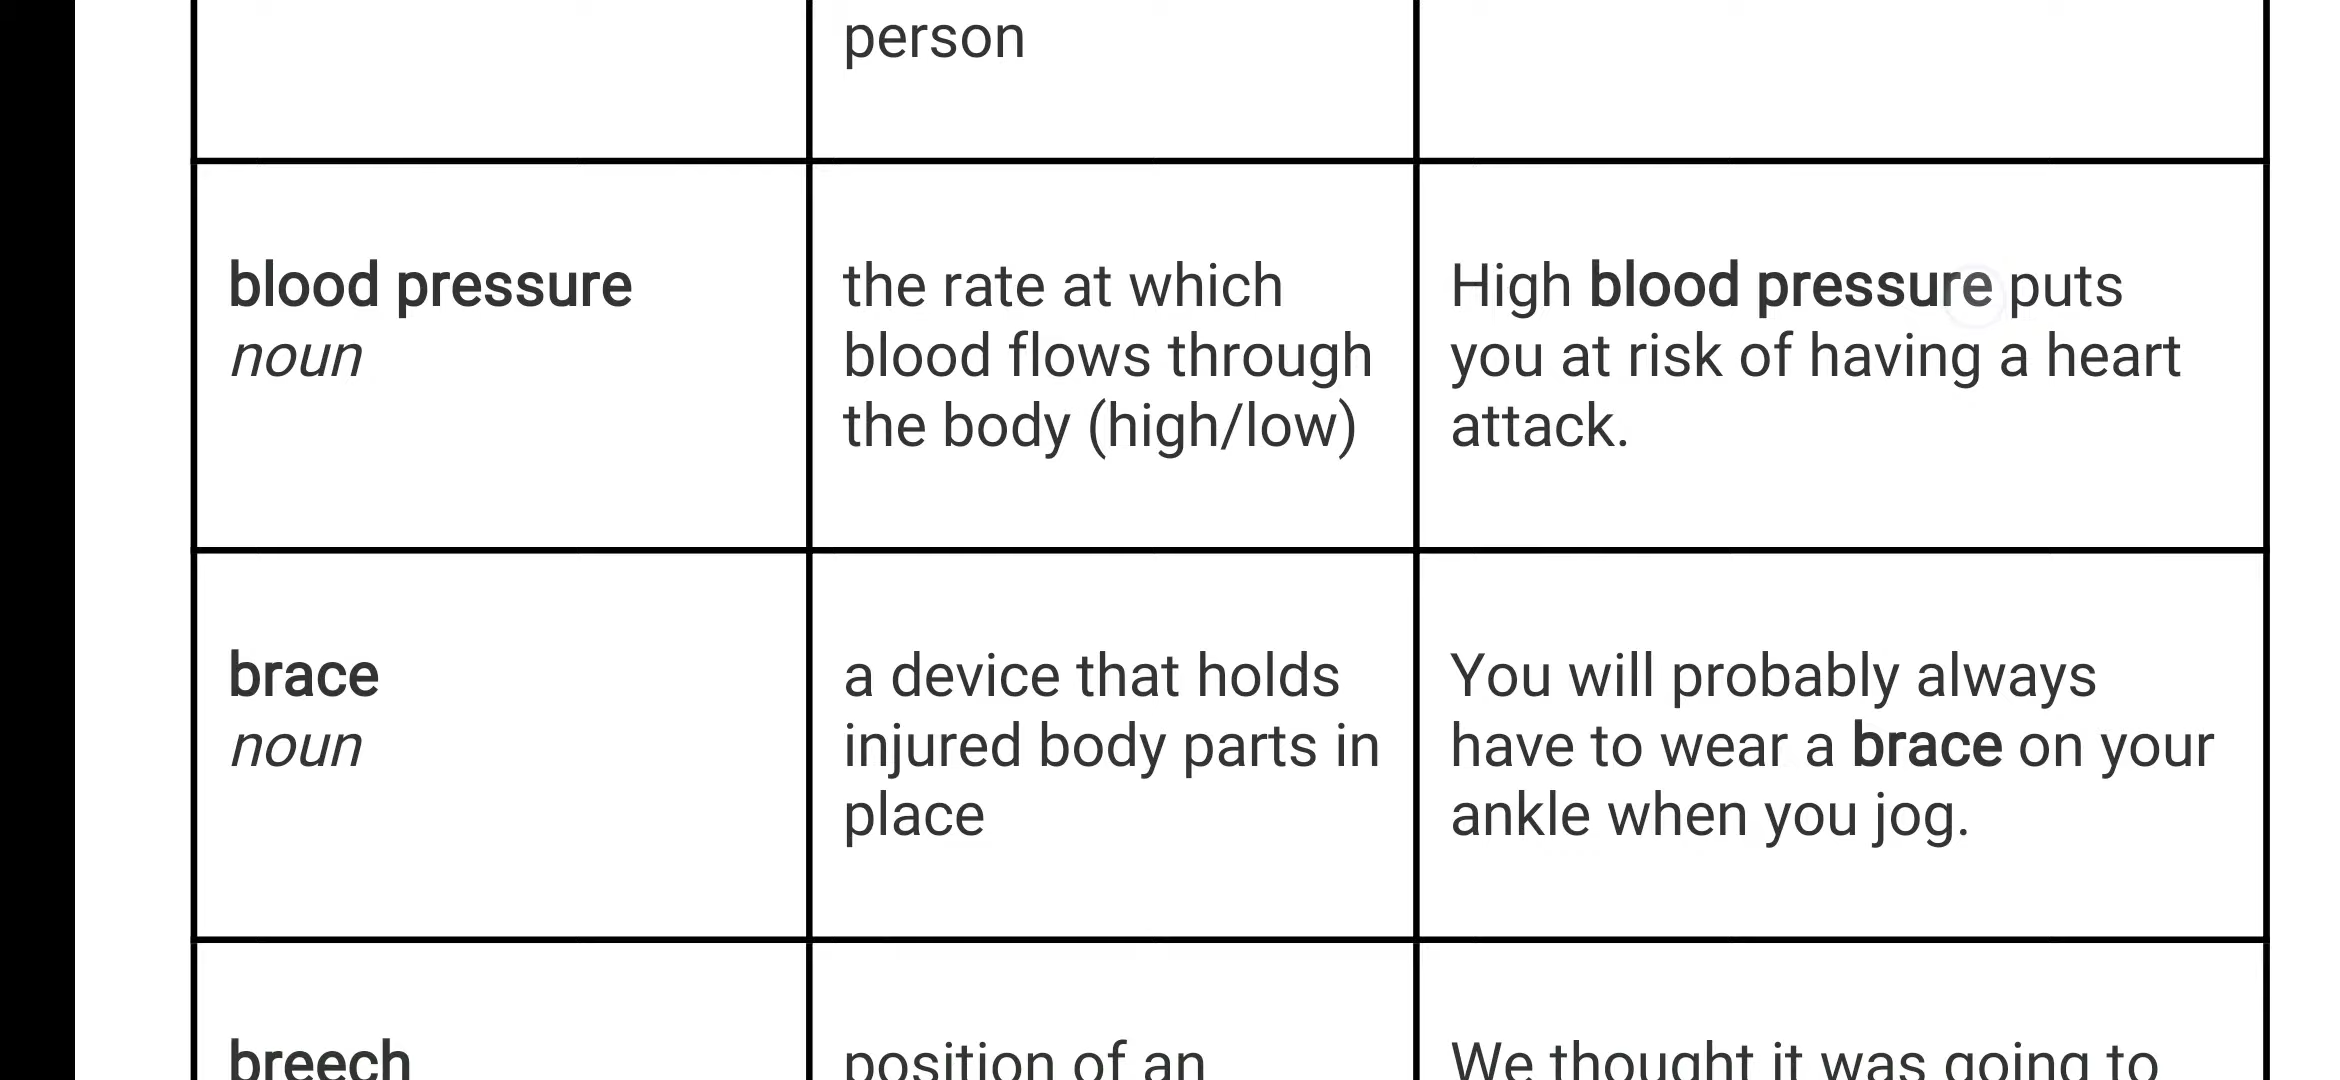 person
blood pressure
noun
the rate at which
blood flows through
the body (high/low)
High blood pressure puts
you at risk of having a heart
attack.
brace
noun
a device that holds
injured body parts in
place
You will probably always
have to wear a brace on your
ankle when you jog.
breech
position of an
We thought it was going to